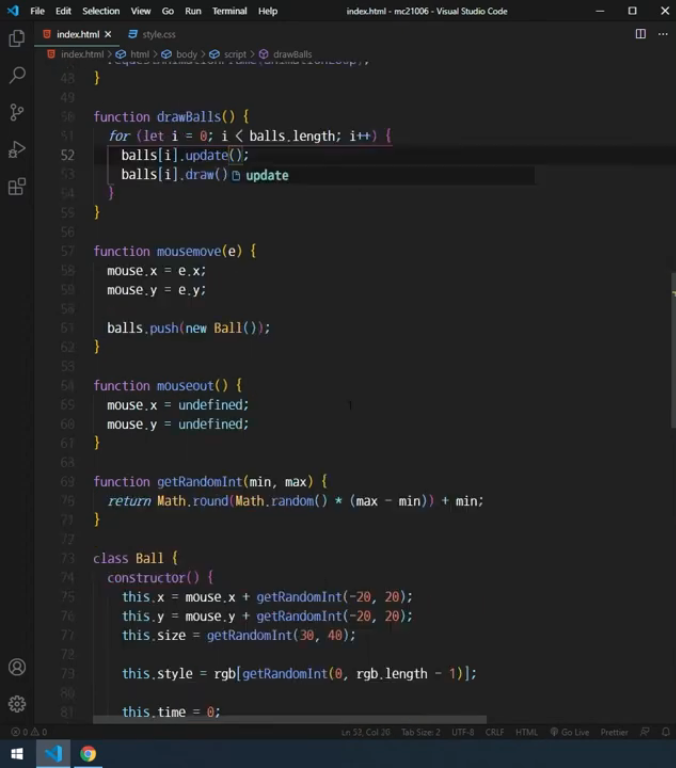 File Edit Selection View Go Run Terminal Help index.html - mc21006 - Visual Studio Code
index.html × style.css
index.html > html > body > script > drawBalls
48 }
49
50 function drawBalls() {
51 for (let i = 0; i < balls.length; i++) {
52 balls[i].update();
53 balls[i].draw() update
54 }
55 }
56
57 function mousemove(e) {
58 mouse.x = e.x;
59 mouse.y = e.y;
60
61 balls.push(new Ball());
62 }
63
64 function mouseout() {
65 mouse.x = undefined;
66 mouse.y = undefined;
67 }
68
69 function getRandomInt(min, max) {
70 return Math.round(Math.random() * (max - min)) + min;
71 }
72
73 class Ball {
74 constructor() {
75 this.x = mouse.x + getRandomInt(-20, 20);
76 this.y = mouse.y + getRandomInt(-20, 20);
77 this.size = getRandomInt(30, 40);
78
79 this.style = rgb[getRandomInt(0, rgb.length - 1)];
80
81 this.time = 0;
0 0 Ln 52, Col 20 Tab Size: 2 UTF-8 CRLF HTML Go Live Prettier